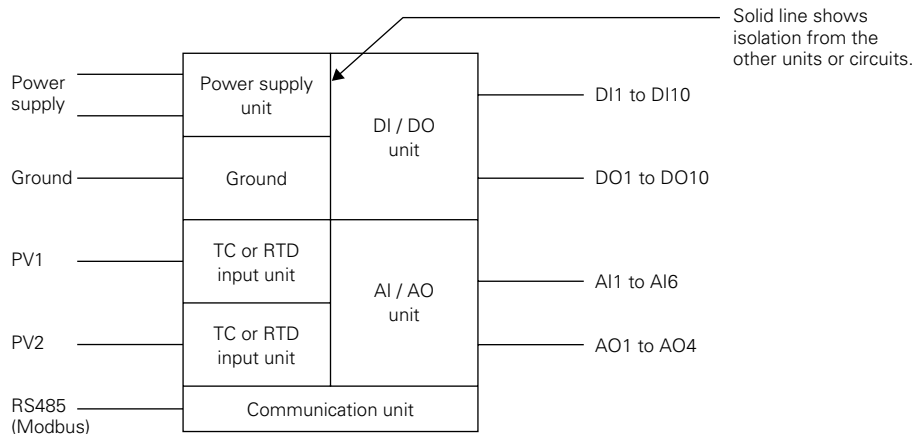 Solid line shows
isolation from the
other units or circuits.
Power
supply
Power supply
unit
DI / DO
unit
DI1 to DI10
Ground
Ground
DO1 to DO10
PV1
TC or RTD
input unit
AI / AO
unit
AI1 to AI6
PV2
TC or RTD
input unit
AO1 to AO4
RS485
(Modbus)
Communication unit